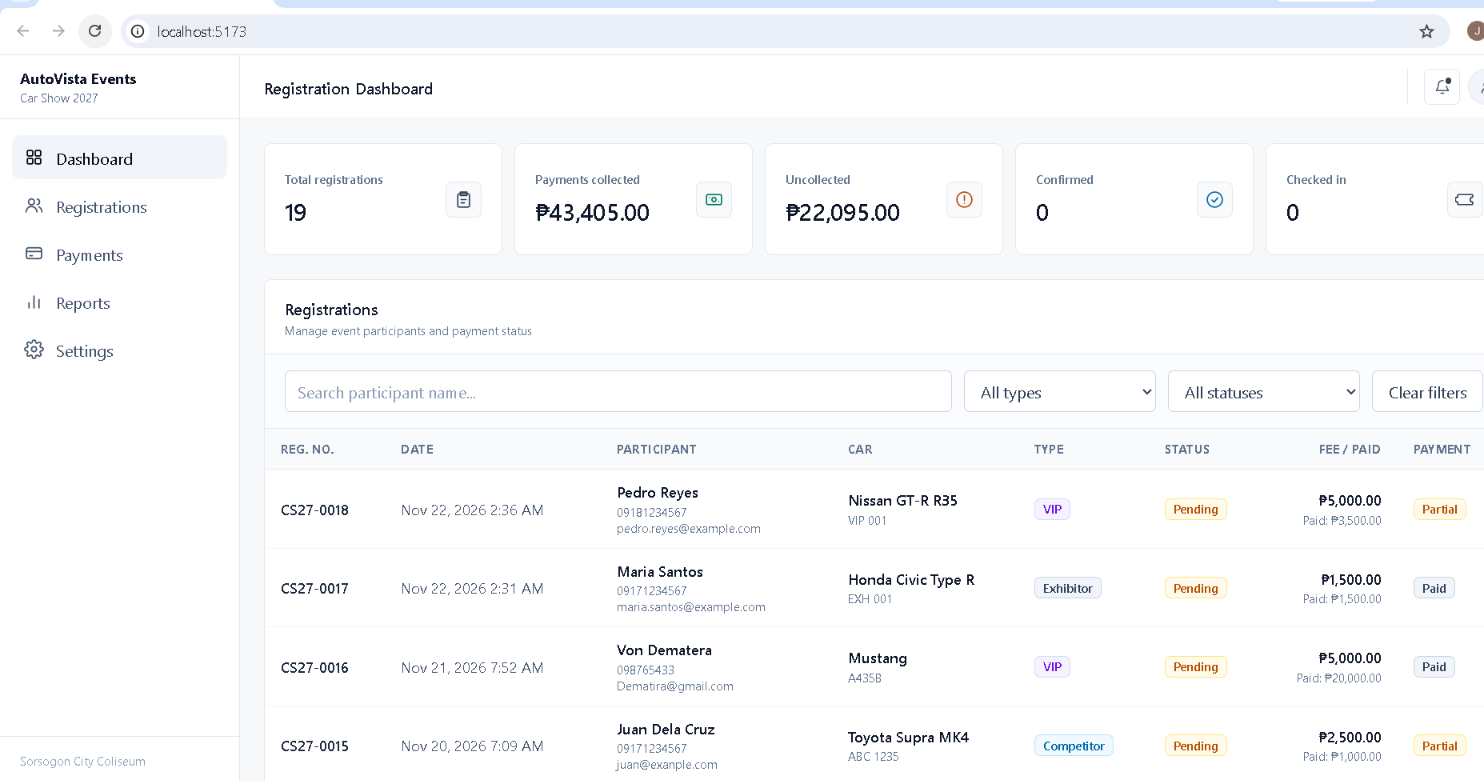 localhost:5173
J
AutoVista Events
Car Show 2027
Registration Dashboard
Dashboard
Registrations
Payments
Reports
Settings
Sorsogon City Coliseum
Total registrations
19
Payments collected
₱43,405.00
Uncollected
₱22,095.00
Confirmed
0
Checked in
0
Registrations
Manage event participants and payment status
Search participant name... All types All statuses Clear filters
REG. NO. DATE PARTICIPANT CAR TYPE STATUS FEE / PAID PAYMENT
CS27-0018 Nov 22, 2026 2:36 AM Pedro Reyes Nissan GT-R R35 VIP Pending ₱5,000.00 Partial
09181234567 VIP 001 Paid: ₱3,500.00
pedro.reyes@example.com
CS27-0017 Nov 22, 2026 2:31 AM Maria Santos Honda Civic Type R Exhibitor Pending ₱1,500.00 Paid
09171234567 EXH 001 Paid: ₱1,500.00
maria.santos@example.com
CS27-0016 Nov 21, 2026 7:52 AM Von Dematera Mustang VIP Pending ₱5,000.00 Paid
098765433 A435B Paid: ₱20,000.00
Dematira@gmail.com
CS27-0015 Nov 20, 2026 7:09 AM Juan Dela Cruz Toyota Supra MK4 Competitor Pending ₱2,500.00 Partial
09171234567 ABC 1235 Paid: ₱1,000.00
juan@exanple.com